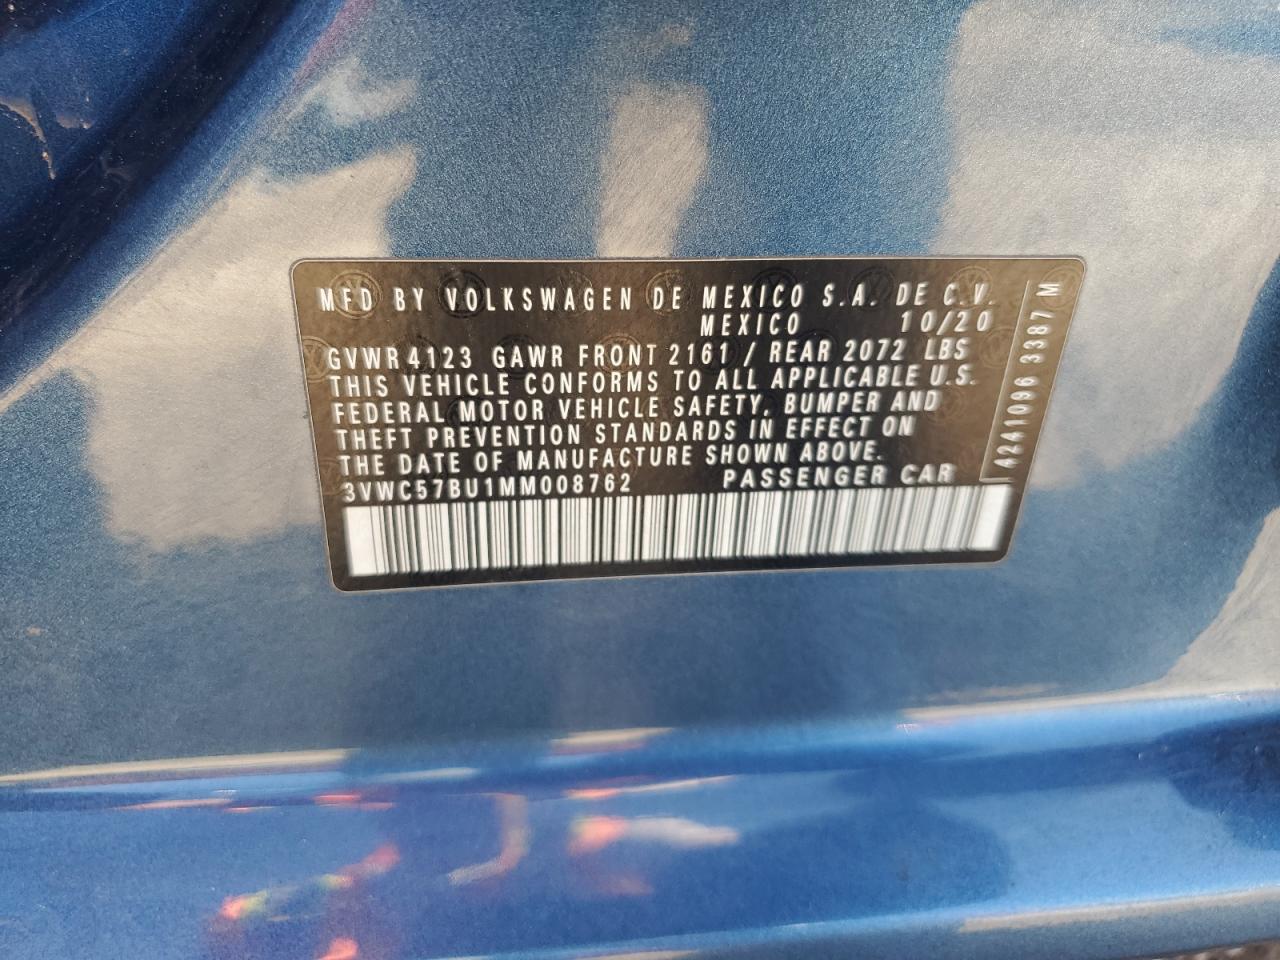 MFD BY VOLKSWAGEN DE MEXICO S.A. DE C.V.
MEXICO 10/20
GVWR 4123 GAWR FRONT 2161 / REAR 2072 LBS
THIS VEHICLE CONFORMS TO ALL APPLICABLE U.S.
FEDERAL MOTOR VEHICLE SAFETY, BUMPER AND
THEFT PREVENTION STANDARDS IN EFFECT ON
THE DATE OF MANUFACTURE SHOWN ABOVE.
3VWC57BU1MM008762 PASSENGER CAR
A241096 3387 M